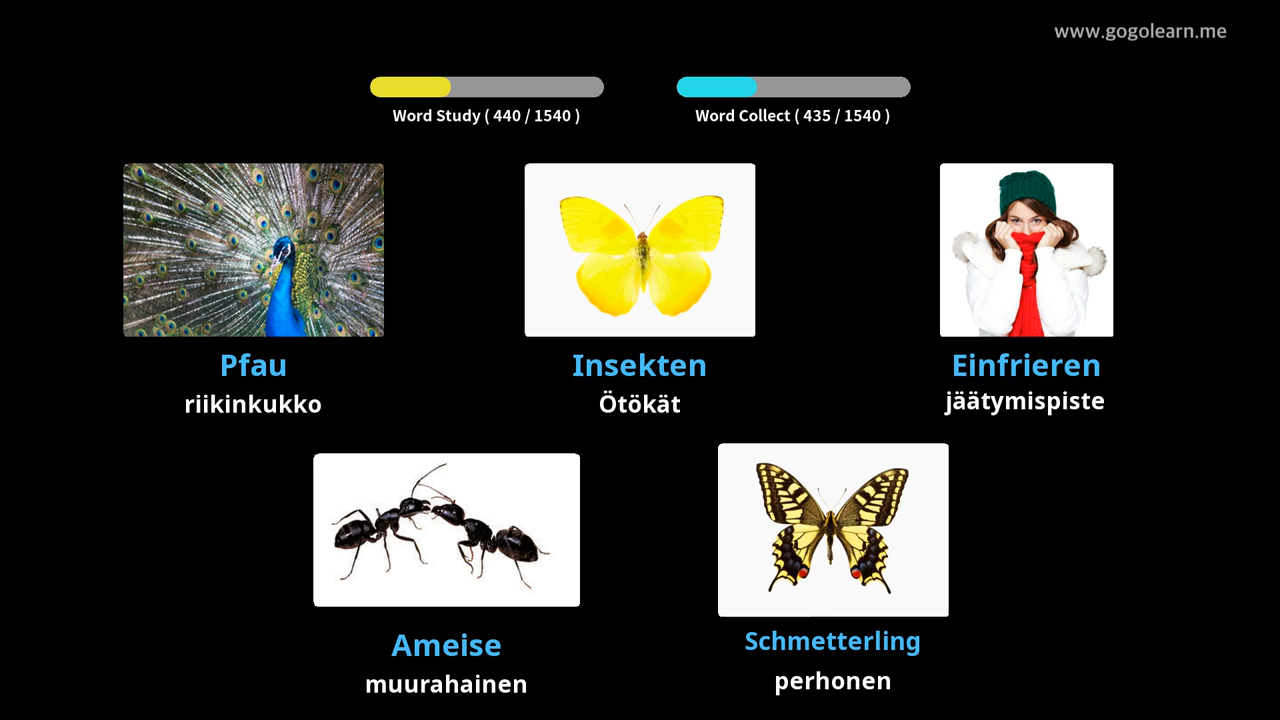 www.gogolearn.me
Word Study ( 440 / 1540 )
Word Collect ( 435 / 1540 )
Pfau
riikinkukko
Insekten
Ötökät
Einfrieren
jäätymispiste
Ameise
muurahainen
Schmetterling
perhonen